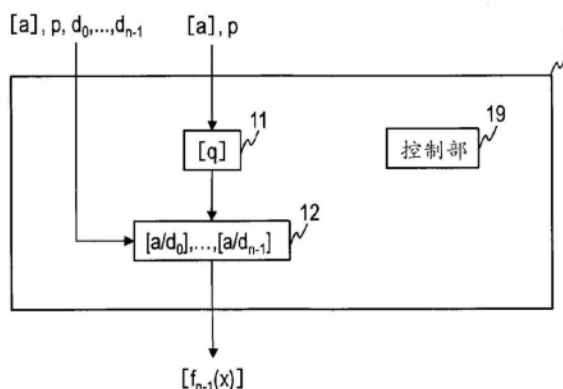 [a], p, d₀,...,dₙ₋₁
[a], p
11
[q]
19
控制部
12
[a/d₀],...,[a/dₙ₋₁]
[fₙ₋₁(x)]